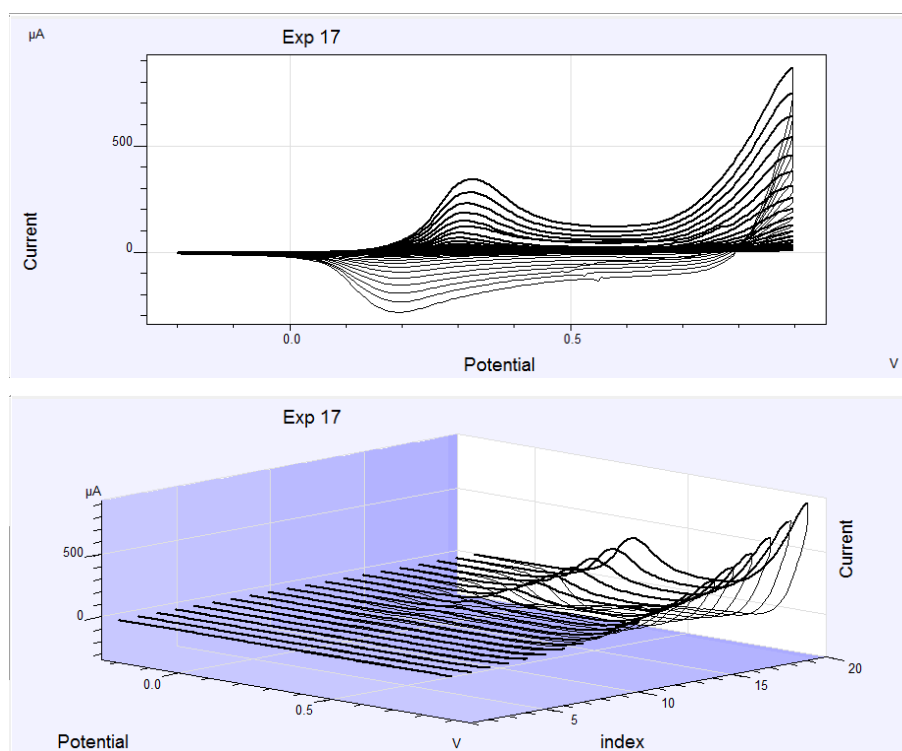 µA
Exp 17
500
0
Current
0.0
0.5
Potential
V
Exp 17
µA
500
0
Current
0.0
0.5
5
10
15
20
Potential
V
index